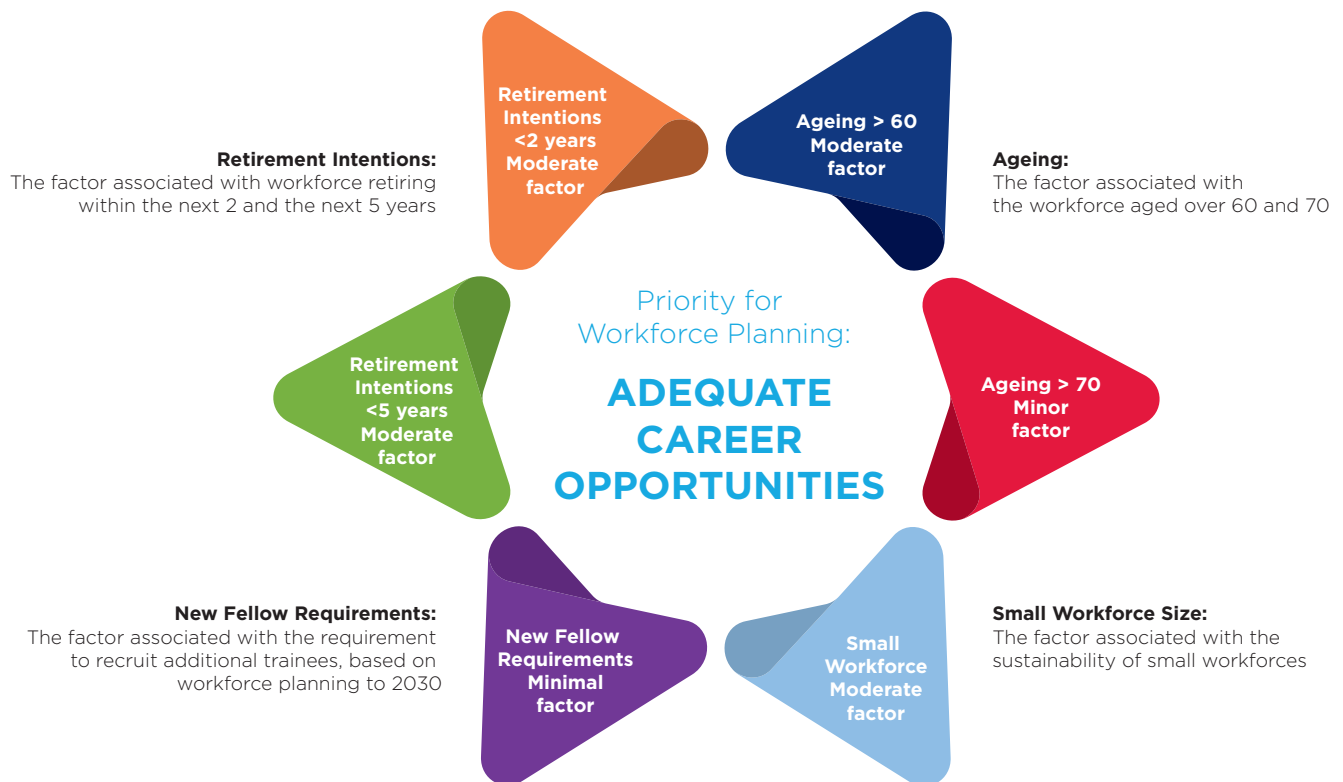 Retirement
Intentions
<2 years
Moderate
factor
Ageing > 60
Moderate
factor
Retirement Intentions:
The factor associated with workforce retiring
within the next 2 and the next 5 years
Ageing:
The factor associated with
the workforce aged over 60 and 70
Priority for
Workforce Planning:
ADEQUATE
CAREER
OPPORTUNITIES
Retirement
Intentions
<5 years
Moderate
factor
Ageing > 70
Minor
factor
New Fellow Requirements:
The factor associated with the requirement
to recruit additional trainees, based on
workforce planning to 2030
New Fellow
Requirements
Minimal
factor
Small
Workforce
Moderate
factor
Small Workforce Size:
The factor associated with the
sustainability of small workforces